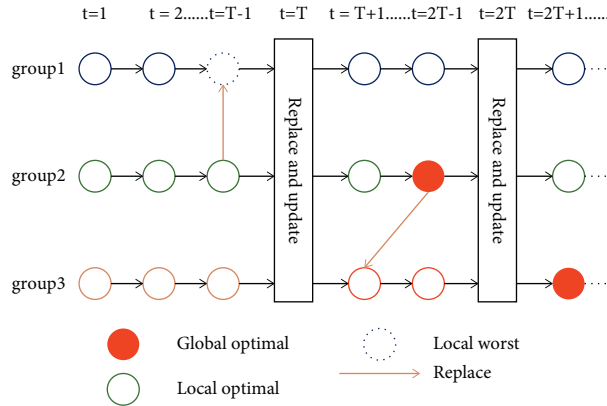 t=1 t = 2......t=T-1 t=T t = T+1......t=2T-1 t=2T t=2T+1......
group1
Replace and update
Replace and update
group2
group3
Global optimal
Local worst
Local optimal
Replace